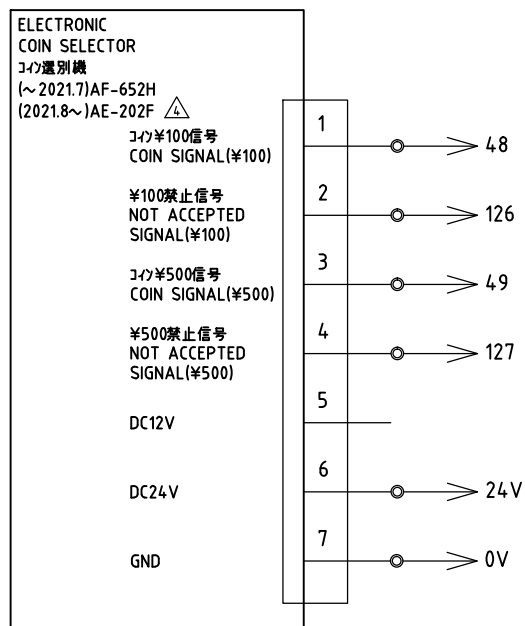 ELECTRONIC
COIN SELECTOR
コイン選別機
(～2021.7)AF-652H
(2021.8～)AE-202F 4
コイン¥100信号
COIN SIGNAL(¥100)
1
48
¥100禁止信号
NOT ACCEPTED
SIGNAL(¥100)
2
126
コイン¥500信号
COIN SIGNAL(¥500)
3
49
¥500禁止信号
NOT ACCEPTED
SIGNAL(¥500)
4
127
DC12V
5
DC24V
6
24V
GND
7
0V